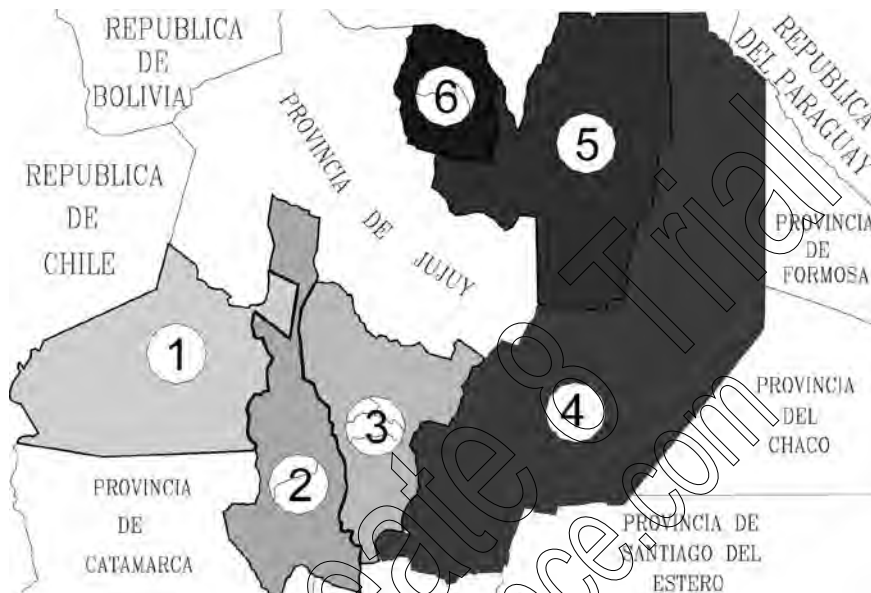 REPUBLICA
DE
BOLIVIA
REPUBLICA
DEL PARAGUAY
PROVINCIA
DE
JUJUY
6
5
REPUBLICA
DE
CHILE
PROVINCIA
DE
FORMOSA
1
4
3
PROVINCIA
DEL
CHACO
2
PROVINCIA
DE
CATAMARCA
PROVINCIA DE
SANTIAGO DEL
ESTERO
Trial